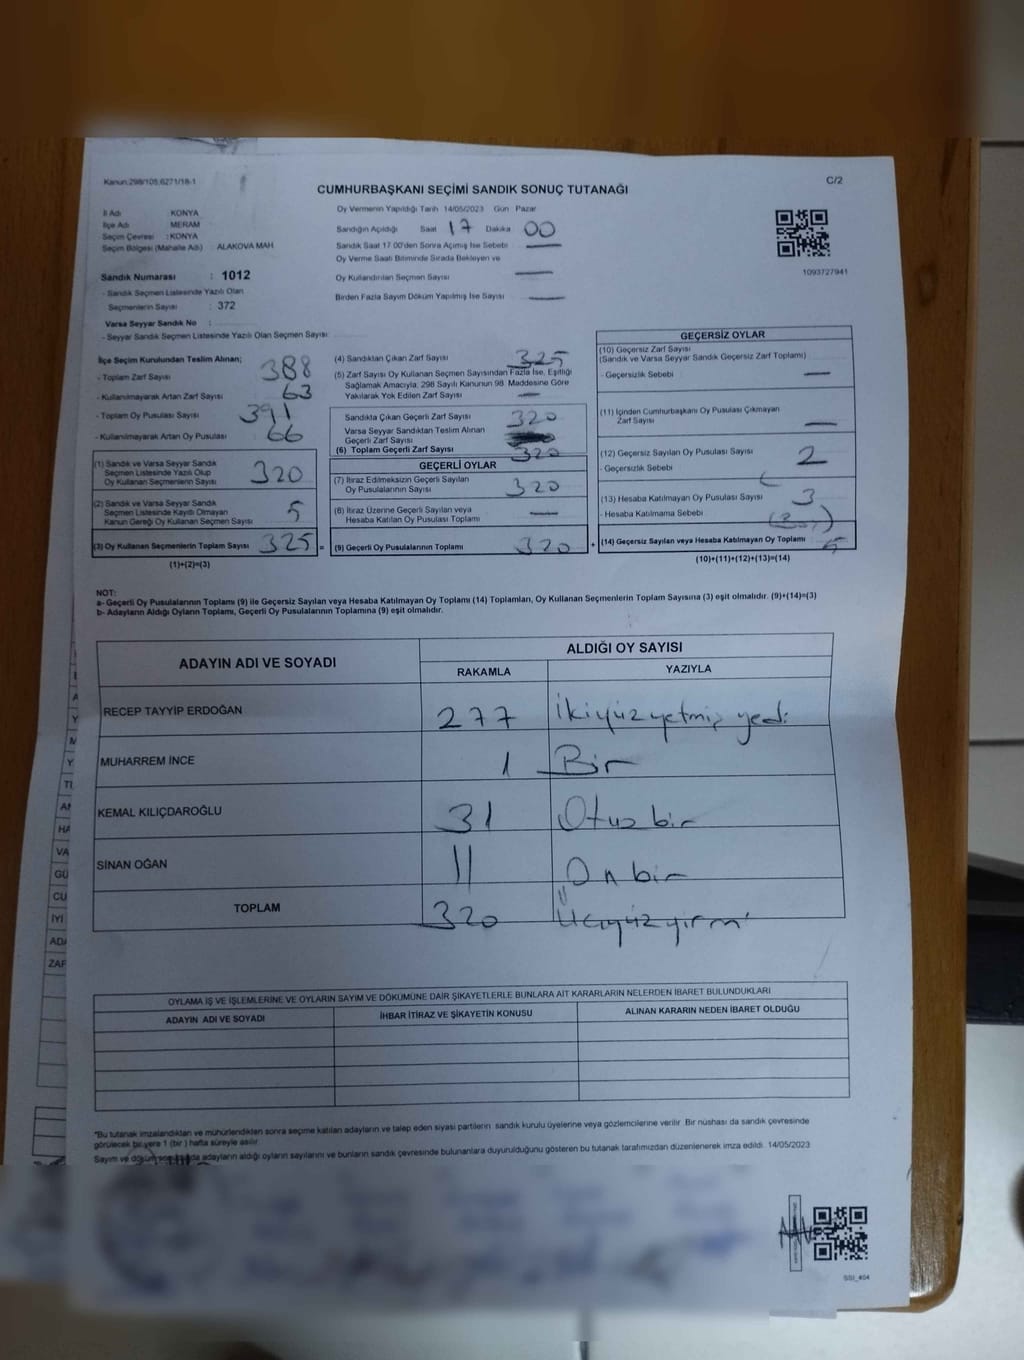 Kanun:298/105;6271/18-1
C/2
CUMHURBAŞKANI SEÇİMİ SANDIK SONUÇ TUTANAĞI
İl Adı : KONYA
İlçe Adı : MERAM
Seçim Çevresi : KONYA
Seçim Bölgesi (Mahalle Adı) : ALAKOVA MAH.
Oy Vermenin Yapıldığı Tarih 14/05/2023 Gün Pazar
Sandığın Açıldığı Saat 17 Dakika 00
Sandık Saat 17:00'den Sonra Açılmış İse Sebebi —
Oy Verme Saati Bitiminde Sırada Bekleyen ve
Oy Kullandırılan Seçmen Sayısı —
Birden Fazla Sayım Döküm Yapılmış İse Sayısı —
1093727941
Sandık Numarası : 1012
- Sandık Seçmen Listesinde Yazılı Olan
Seçmenlerin Sayısı : 372
Varsa Seyyar Sandık No :
- Seyyar Sandık Seçmen Listesinde Yazılı Olan Seçmen Sayısı
İlçe Seçim Kurulundan Teslim Alınan;
- Toplam Zarf Sayısı 388
- Kullanılmayarak Artan Zarf Sayısı 63
- Toplam Oy Pusulası Sayısı 391
- Kullanılmayarak Artan Oy Pusulası 66
(1) Sandık ve Varsa Seyyar Sandık
Seçmen Listesinde Yazılı Olup
Oy Kullanan Seçmenlerin Sayısı 320
(2) Sandık ve Varsa Seyyar Sandık
Seçmen Listesinde Kayıtlı Olmayan
Kanun Gereği Oy Kullanan Seçmen Sayısı 5
(3) Oy Kullanan Seçmenlerin Toplam Sayısı 325 =
(1)+(2)=(3)
(4) Sandıktan Çıkan Zarf Sayısı 325
(5) Zarf Sayısı Oy Kullanan Seçmen Sayısından Fazla İse, Eşitliği
Sağlamak Amacıyla, 298 Sayılı Kanunun 98. Maddesine Göre
Yakılarak Yok Edilen Zarf Sayısı —
Sandıkta Çıkan Geçerli Zarf Sayısı 320
Varsa Seyyar Sandıktan Teslim Alınan
Geçerli Zarf Sayısı
(6) Toplam Geçerli Zarf Sayısı 320
GEÇERLİ OYLAR
(7) İtiraz Edilmeksizin Geçerli Sayılan
Oy Pusulalarının Sayısı 320
(8) İtiraz Üzerine Geçerli Sayılan veya
Hesaba Katılan Oy Pusulası Toplamı —
(9) Geçerli Oy Pusulalarının Toplamı 320 +
GEÇERSİZ OYLAR
(10) Geçersiz Zarf Sayısı
(Sandık ve Varsa Seyyar Sandık Geçersiz Zarf Toplamı)
- Geçersizlik Sebebi —
(11) İçinden Cumhurbaşkanı Oy Pusulası Çıkmayan
Zarf Sayısı —
(12) Geçersiz Sayılan Oy Pusulası Sayısı 2
- Geçersizlik Sebebi
(13) Hesaba Katılmayan Oy Pusulası Sayısı 3
- Hesaba Katılmama Sebebi
(14) Geçersiz Sayılan veya Hesaba Katılmayan Oy Toplamı 5
(10)+(11)+(12)+(13)=(14)
NOT:
a- Geçerli Oy Pusulalarının Toplamı (9) ile Geçersiz Sayılan veya Hesaba Katılmayan Oy Toplamı (14) Toplamları, Oy Kullanan Seçmenlerin Toplam Sayısına (3) eşit olmalıdır. (9)+(14)=(3)
b- Adayların Aldığı Oyların Toplamı, Geçerli Oy Pusulalarının Toplamına (9) eşit olmalıdır.
ADAYIN ADI VE SOYADI
ALDIĞI OY SAYISI
RAKAMLA YAZIYLA
RECEP TAYYİP ERDOĞAN 277 İkiyüzyetmiş yedi
MUHARREM İNCE 1 Bir
KEMAL KILIÇDAROĞLU 31 Otuz bir
SİNAN OĞAN 11 On bir
TOPLAM 320 Üçyüzyirmi
OYLAMA İŞ VE İŞLEMLERİNE VE OYLARIN SAYIM VE DÖKÜMÜNE DAİR ŞİKAYETLERLE BUNLARA AİT KARARLARIN NELERDEN İBARET BULUNDUKLARI
ADAYIN ADI VE SOYADI İHBAR İTİRAZ VE ŞİKAYETİN KONUSU ALINAN KARARIN NEDEN İBARET OLDUĞU
"Bu tutanak imzalandıktan ve mühürlendikten sonra seçime katılan adayların ve talep eden siyasi partilerin sandık kurulu üyelerine veya gözlemcilerine verilir. Bir nüshası da sandık çevresinde
görülecek bir yere 1 (bir ) hafta süreyle asılır.
Sayım ve döküm sonrasında adayların aldığı oyların sayılarını ve bunların sandık çevresinde bulunanlara duyurulduğunu gösteren bu tutanak tarafımızdan düzenlenerek imza edildi. 14/05/2023
SSI_404